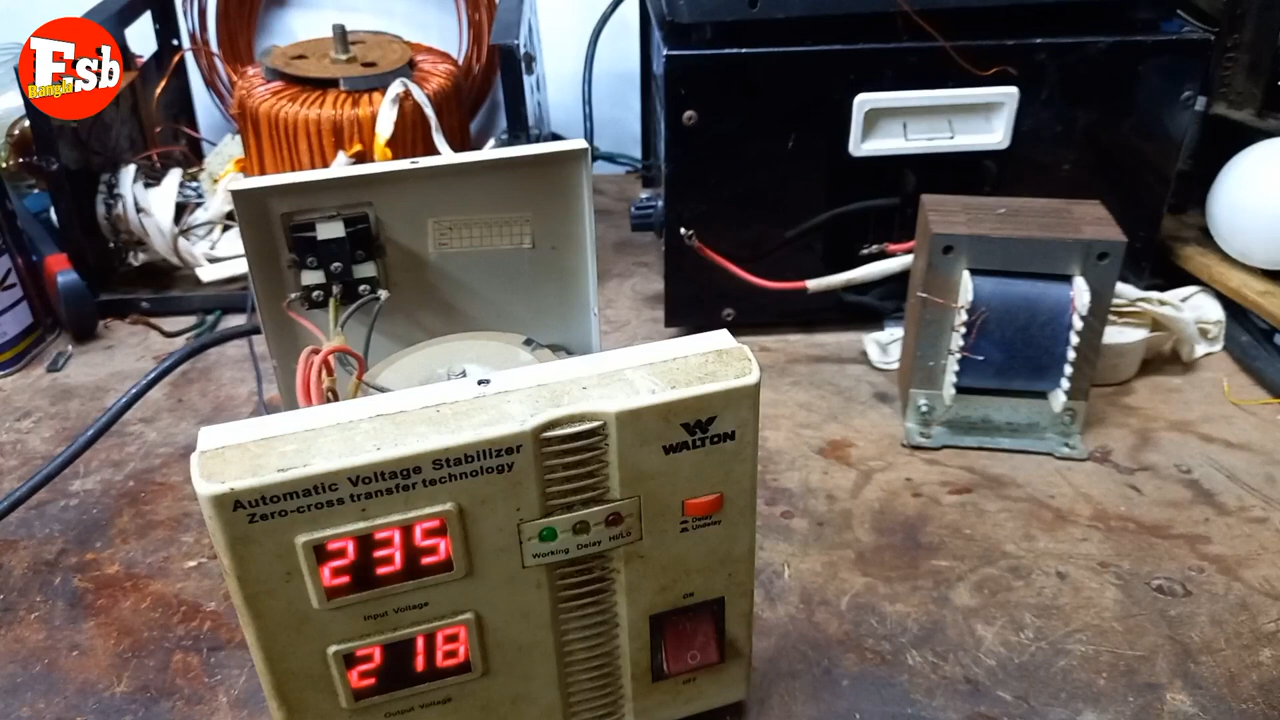 Esb
Bangla
WALTON
Automatic Voltage Stabilizer
Zero-cross transfer technology
Delay
Undelay
Working Delay Hi/Lo
235
Input Voltage
ON
218
OFF
Output Voltage